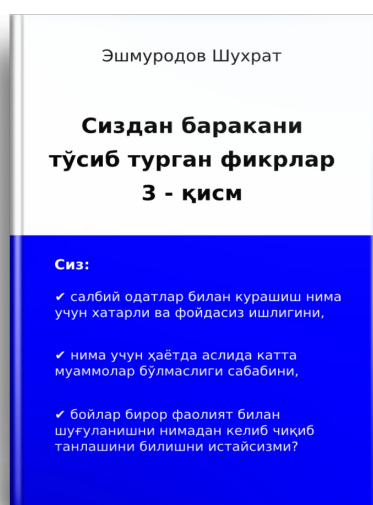 Эшмуродов Шухрат
Сиздан баракани
тўсиб турган фикрлар
3 - қисм
Сиз:
✔ салбий одатлар билан курашиш нима
учун хатарли ва фойдасиз ишлигини,
✔ нима учун ҳаётда аслида катта
муаммолар бўлмаслиги сабабини,
✔ бойлар бирор фаолият билан
шуғуланишни нимадан келиб чиқиб
танлашини билишни истайсизми?